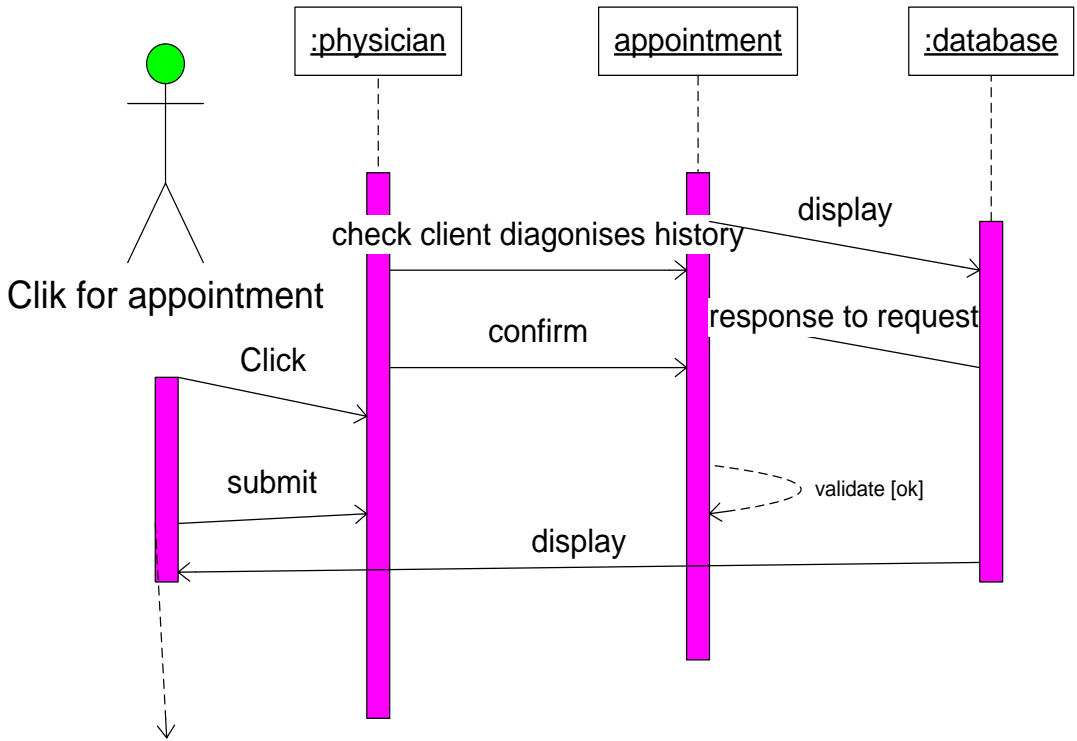 :physician
appointment
:database
display
check client diagonises history
Clik for appointment
response to request
confirm
Click
submit
validate [ok]
display